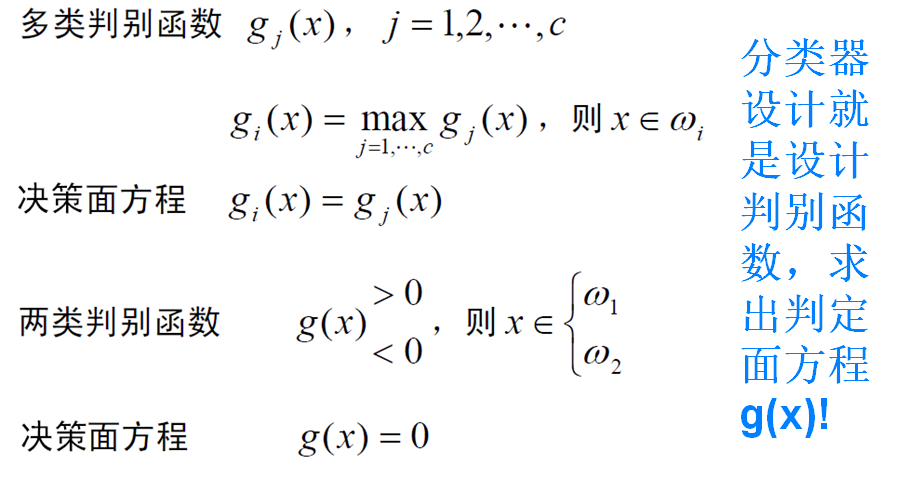 多类判别函数 g_j(x)，j = 1,2,⋯,c
g_i(x) = max_{j=1,⋯,c} g_j(x)，则 x ∈ ω_i
决策面方程 g_i(x) = g_j(x)
两类判别函数 g(x) > 0 < 0，则 x ∈ { ω_1 ω_2
决策面方程 g(x) = 0
分类器
设计就
是设计
判别函
数，求
出判定
面方程
g(x)!